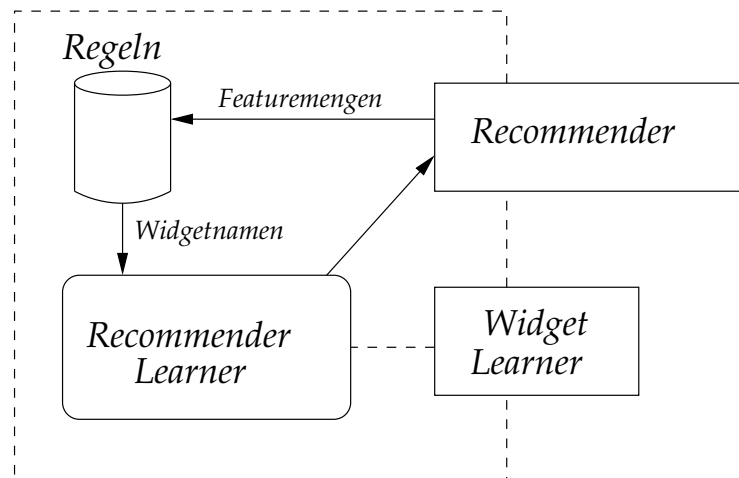 Regeln
Featuremengen
Recommender
Widgetnamen
Recommender
Learner
Widget
Learner